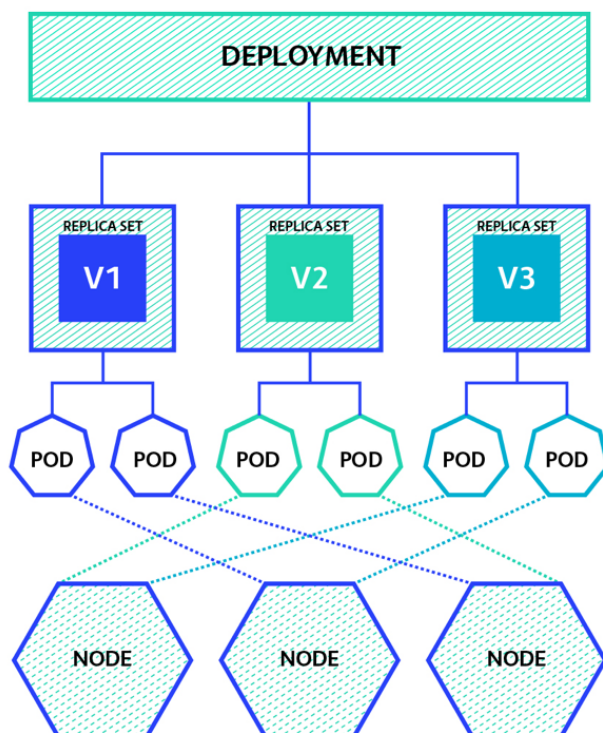 DEPLOYMENT
REPLICA SET
V1
REPLICA SET
V2
REPLICA SET
V3
POD
POD
POD
POD
POD
POD
NODE
NODE
NODE